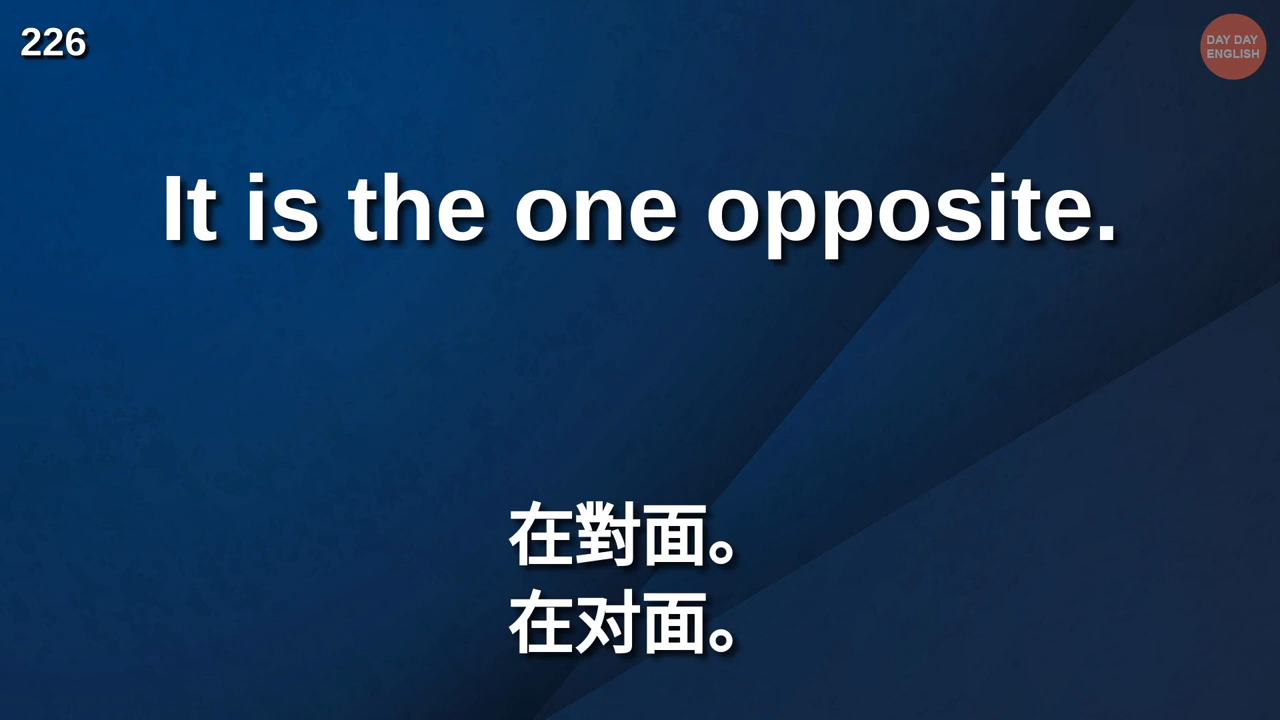 226
DAY DAY
ENGLISH
It is the one opposite.
在對面。
在对面。